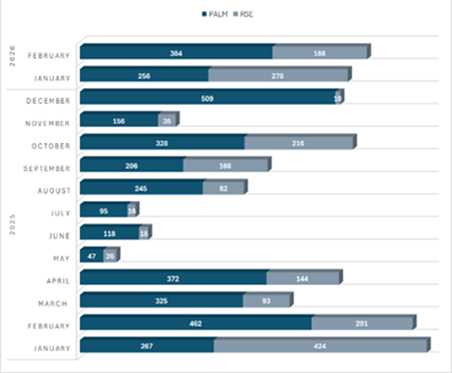 PALM RSE
2026
FEBRUARY 384 188
JANUARY 256 278
DECEMBER 509 10
NOVEMBER 156 35
OCTOBER 328 216
SEPTEMBER 206 168
AUGUST 245 82
2025
JULY 95 16
JUNE 118 18
MAY 47 26
APRIL 372 144
MARCH 325 93
FEBRUARY 462 201
JANUARY 267 424